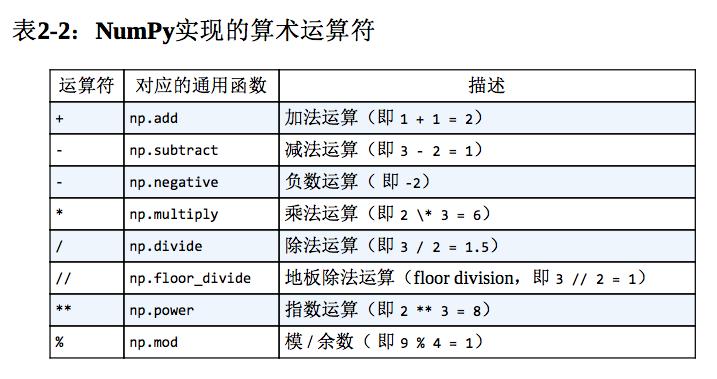 表2-2：NumPy实现的算术运算符
运算符 对应的通用函数 描述
+ np.add 加法运算（即 1 + 1 = 2）
- np.subtract 减法运算（即 3 - 2 = 1）
- np.negative 负数运算（ 即 -2）
* np.multiply 乘法运算（即 2 \* 3 = 6）
/ np.divide 除法运算（即 3 / 2 = 1.5）
// np.floor_divide 地板除法运算（floor division，即 3 // 2 = 1）
** np.power 指数运算（即 2 ** 3 = 8）
% np.mod 模 / 余数（ 即 9 % 4 = 1）